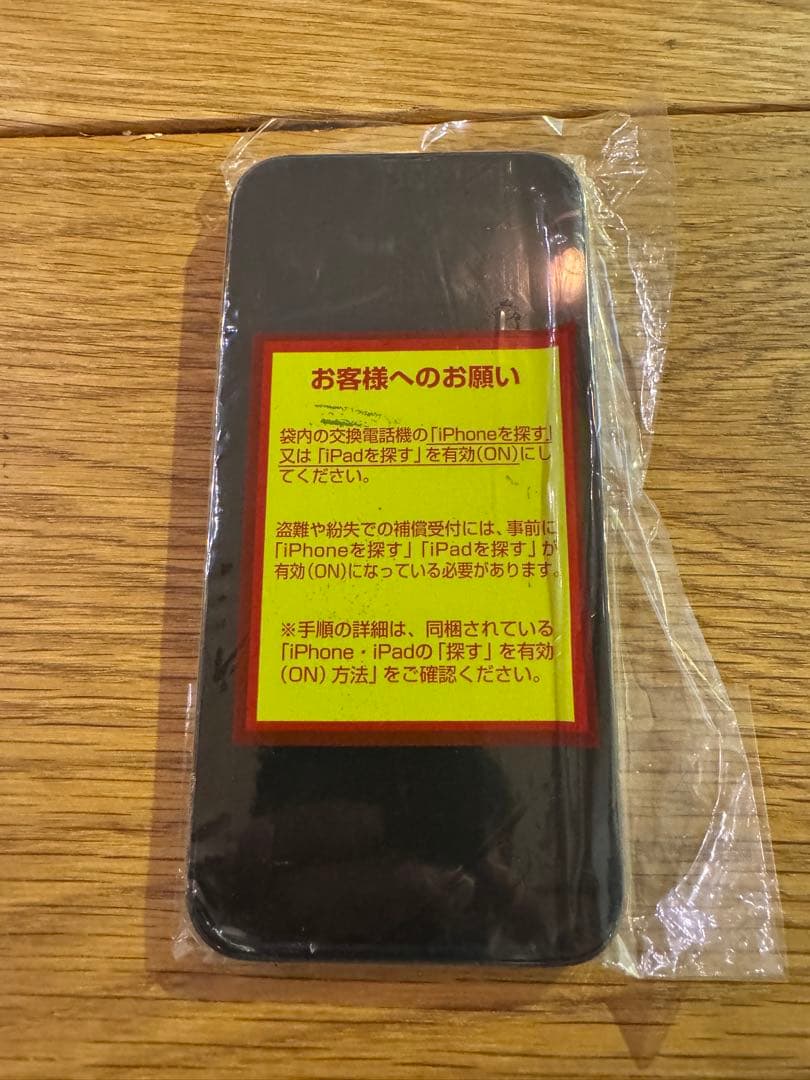 お客様へのお願い
袋内の交換電話機の「iPhoneを探す」
又は「iPadを探す」を有効(ON)にし
てください。
盗難や紛失での補償受付には、事前に
「iPhoneを探す」「iPadを探す」が
有効(ON)になっている必要があります。
※手順の詳細は、同梱されている
「iPhone・iPadの「探す」を有効
(ON)方法」をご確認ください。